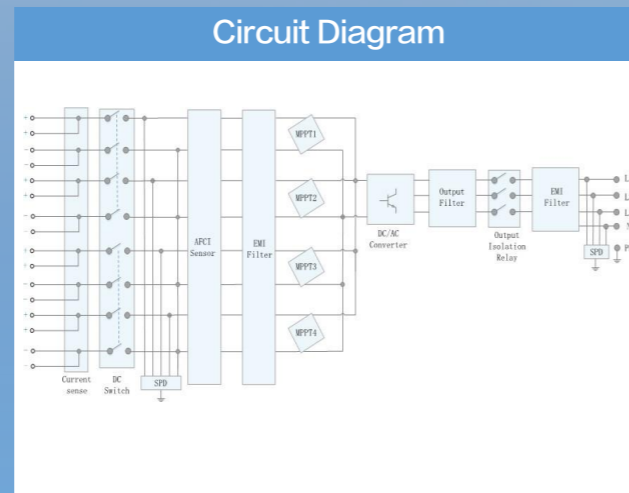 Circuit Diagram
+
+
-
-
+
+
-
-
+
+
-
-
+
+
-
-
Current
sense
DC
Switch
SPD
AFCI
Sensor
EMI
Filter
MPPT1
MPPT2
MPPT3
MPPT4
DC/AC
Converter
Output
Filter
Output
Isolation
Relay
EMI
Filter
SPD
L
L
L